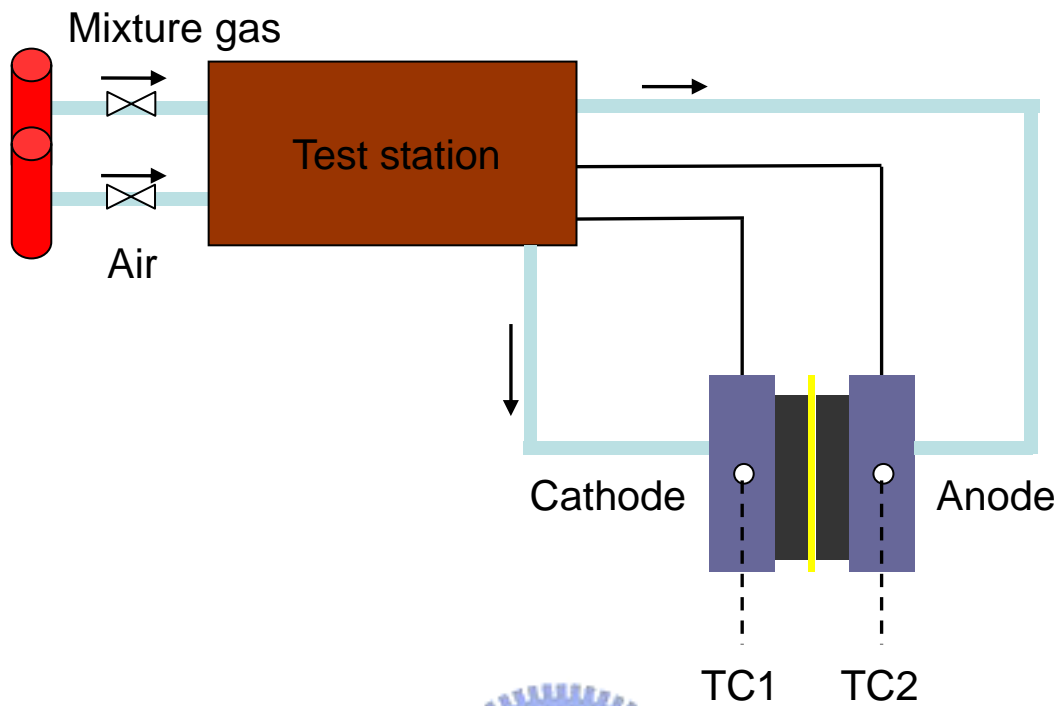 Mixture gas
Test station
Air
Cathode
Anode
TC1
TC2